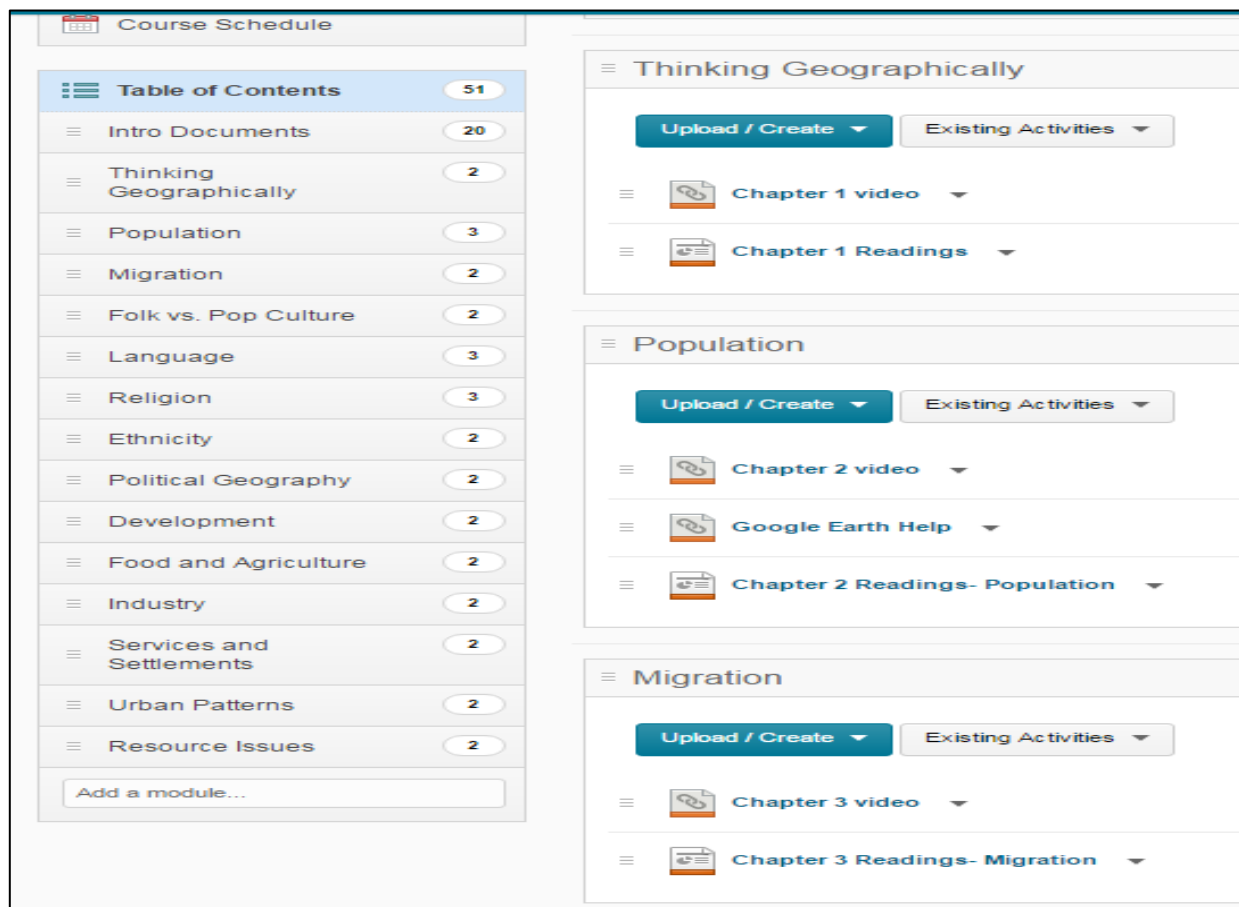 Course Schedule
Table of Contents 51
Intro Documents 20
Thinking
Geographically 2
Population 3
Migration 2
Folk vs. Pop Culture 2
Language 3
Religion 3
Ethnicity 2
Political Geography 2
Development 2
Food and Agriculture 2
Industry 2
Services and
Settlements 2
Urban Patterns 2
Resource Issues 2
Add a module...
Thinking Geographically
Upload / Create Existing Activities
Chapter 1 video
Chapter 1 Readings
Population
Upload / Create Existing Activities
Chapter 2 video
Google Earth Help
Chapter 2 Readings- Population
Migration
Upload / Create Existing Activities
Chapter 3 video
Chapter 3 Readings- Migration